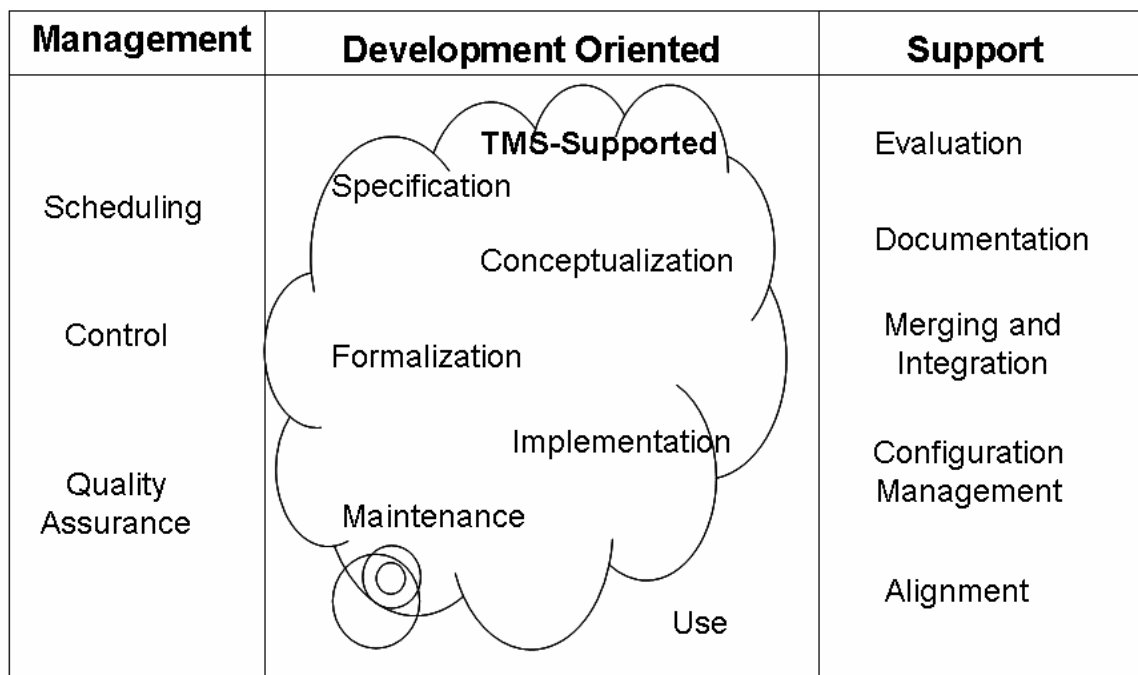 Management
Development Oriented
Support
Scheduling
Control
Quality
Assurance
TMS-Supported
Specification
Conceptualization
Formalization
Implementation
Maintenance
Use
Evaluation
Documentation
Merging and
Integration
Configuration
Management
Alignment